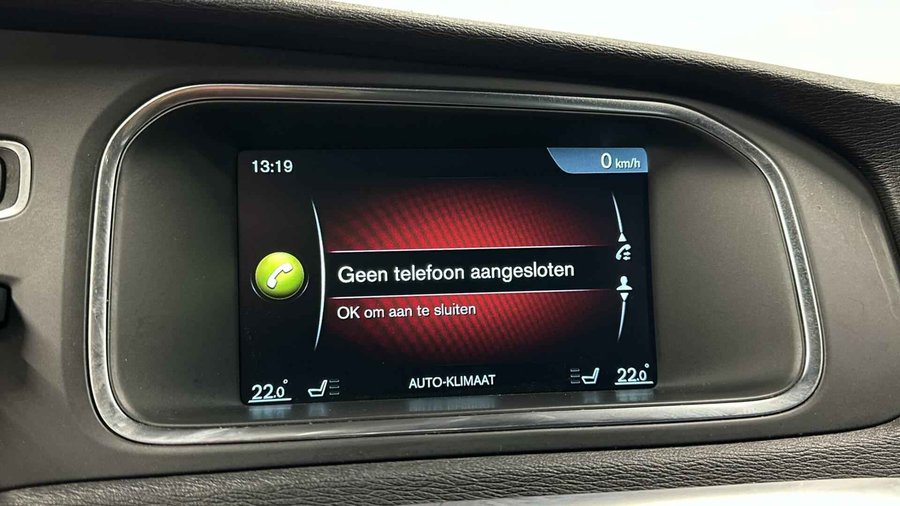 13:19
0 km/h
Geen telefoon aangesloten
OK om aan te sluiten
22.0°
AUTO-KLIMAAT
22.0°